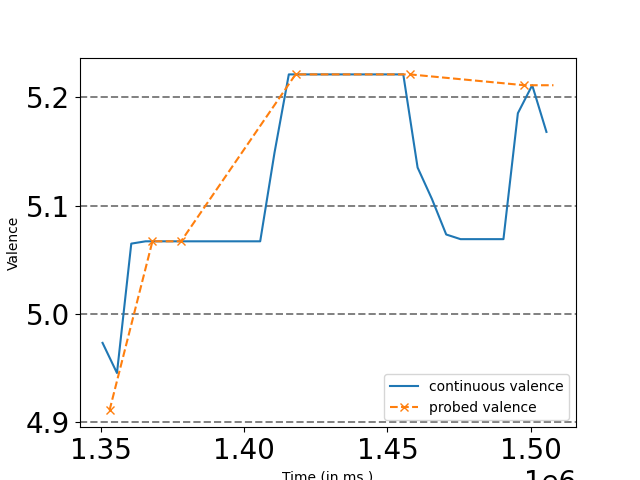 5.2
5.1
5.0
4.9
Valence
continuous valence
probed valence
1.35 1.40 1.45 1.50
Time (in ms.)
1e6